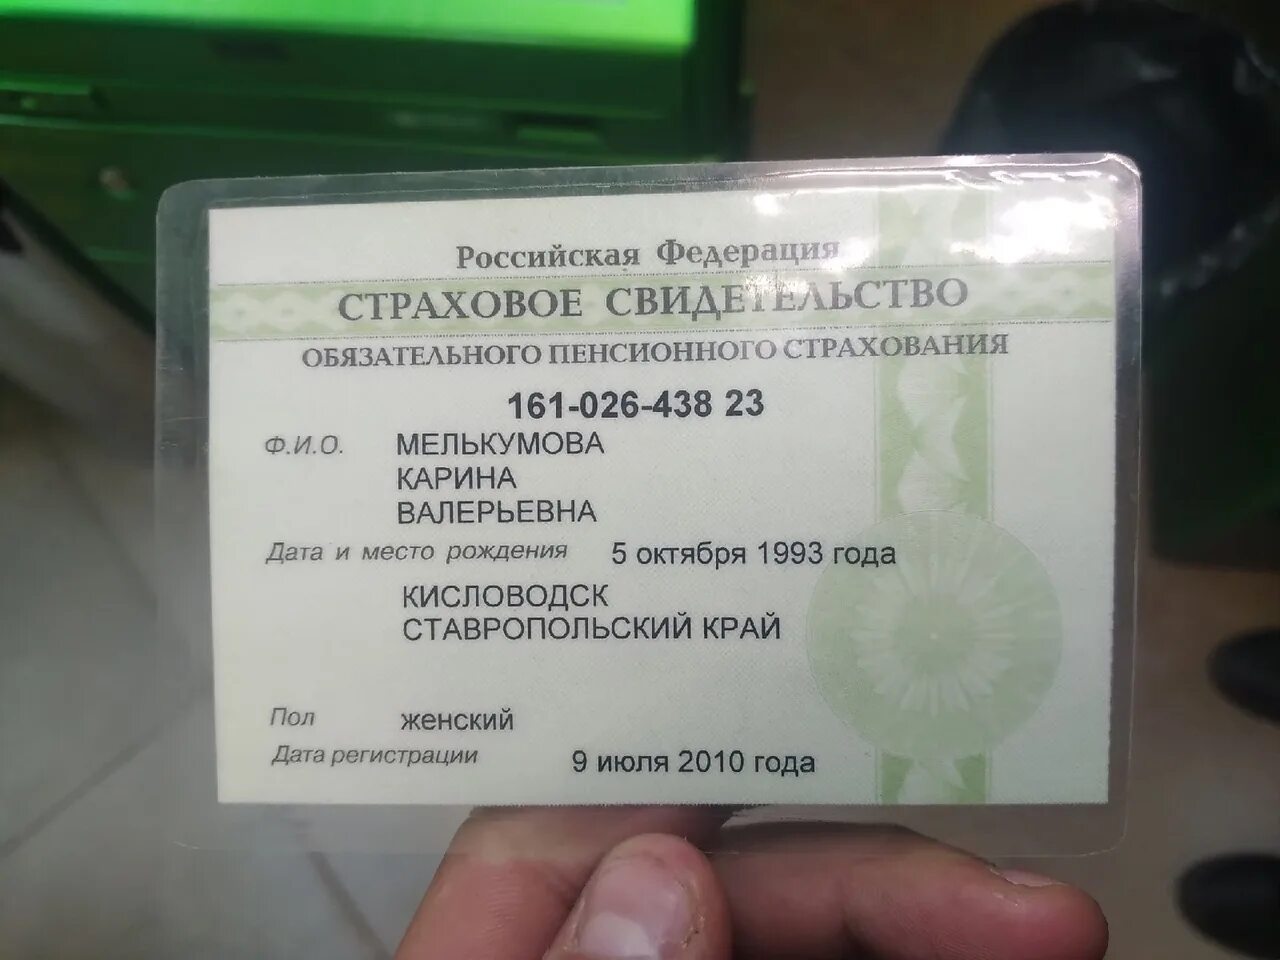 Российская Федерация
СТРАХОВОЕ СВИДЕТЕЛЬСТВО
ОБЯЗАТЕЛЬНОГО ПЕНСИОННОГО СТРАХОВАНИЯ
161-026-438 23
Ф.И.О. МЕЛЬКУМОВА
КАРИНА
ВАЛЕРЬЕВНА
Дата и место рождения 5 октября 1993 года
КИСЛОВОДСК
СТАВРОПОЛЬСКИЙ КРАЙ
Пол женский
Дата регистрации 9 июля 2010 года